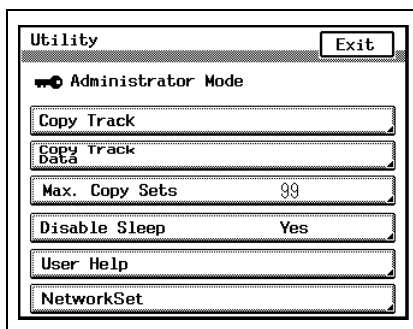 Utility
Exit
Administrator Mode
Copy Track
Copy Track
Data
Max. Copy Sets 99
Disable Sleep Yes
User Help
NetworkSet